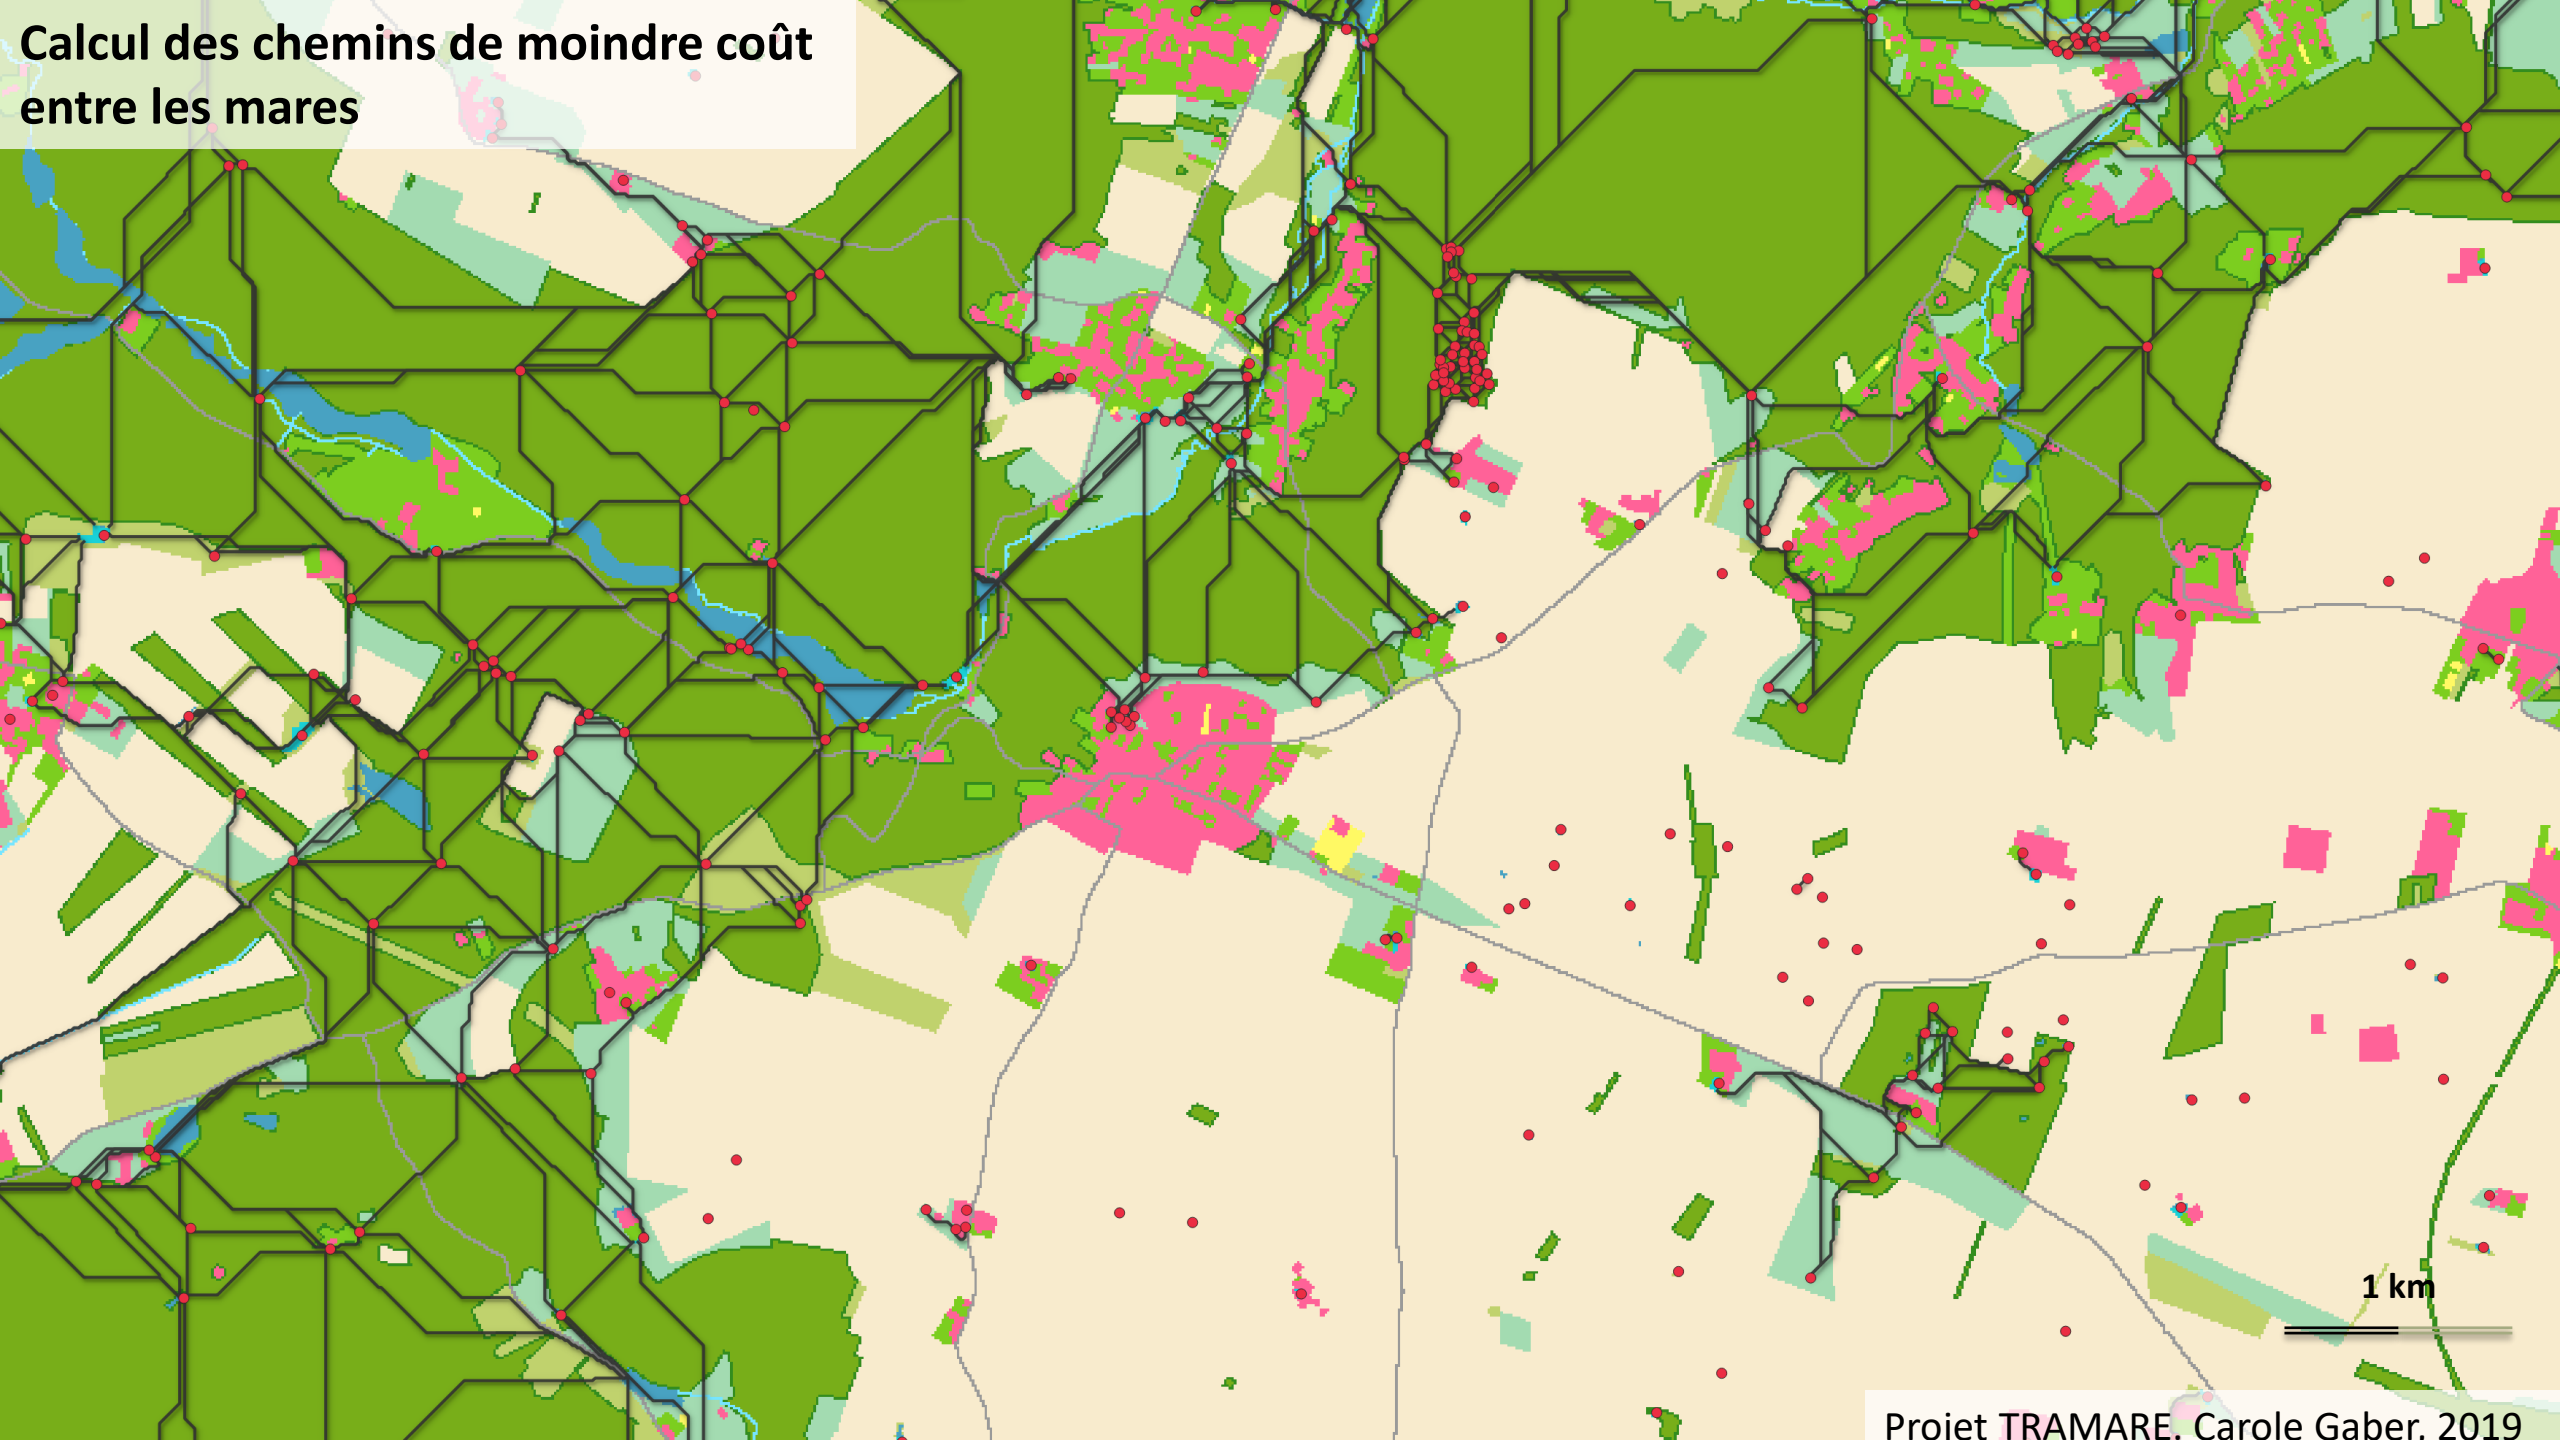 Calcul des chemins de moindre coût
entre les mares
1 km
Projet TRAMARE. Carole Gaber. 2019